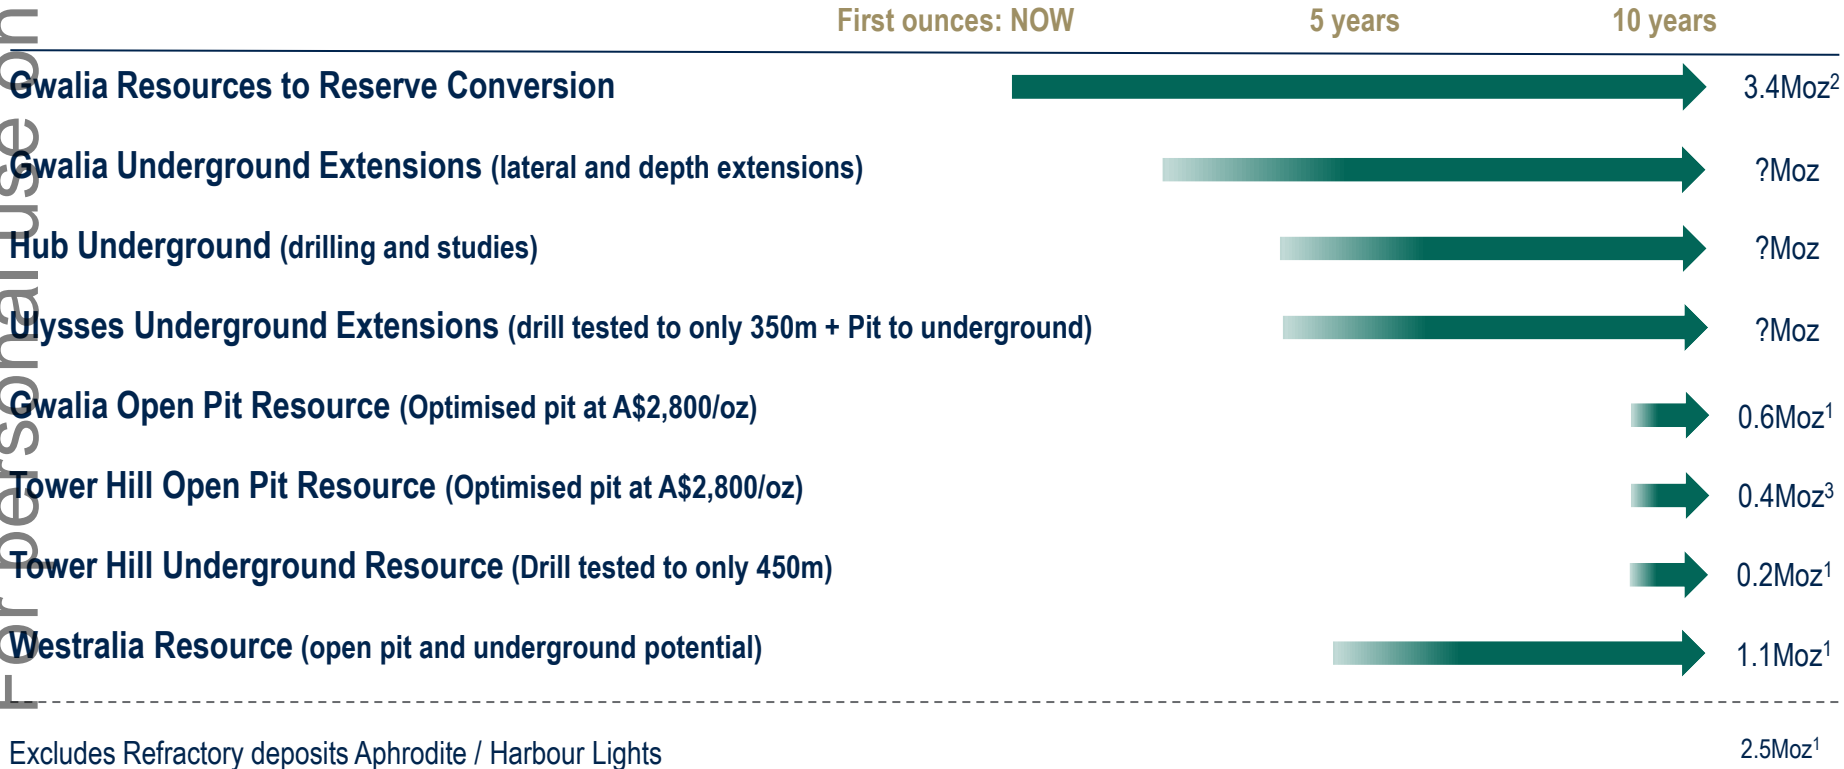 For personal use on
First ounces: NOW 5 years 10 years
Gwalia Resources to Reserve Conversion 3.4Moz²
Gwalia Underground Extensions (lateral and depth extensions) ?Moz
Hub Underground (drilling and studies) ?Moz
Ulysses Underground Extensions (drill tested to only 350m + Pit to underground) ?Moz
Gwalia Open Pit Resource (Optimised pit at A$2,800/oz) 0.6Moz¹
Tower Hill Open Pit Resource (Optimised pit at A$2,800/oz) 0.4Moz³
Tower Hill Underground Resource (Drill tested to only 450m) 0.2Moz¹
Westralia Resource (open pit and underground potential) 1.1Moz¹
Excludes Refractory deposits Aphrodite / Harbour Lights 2.5Moz¹